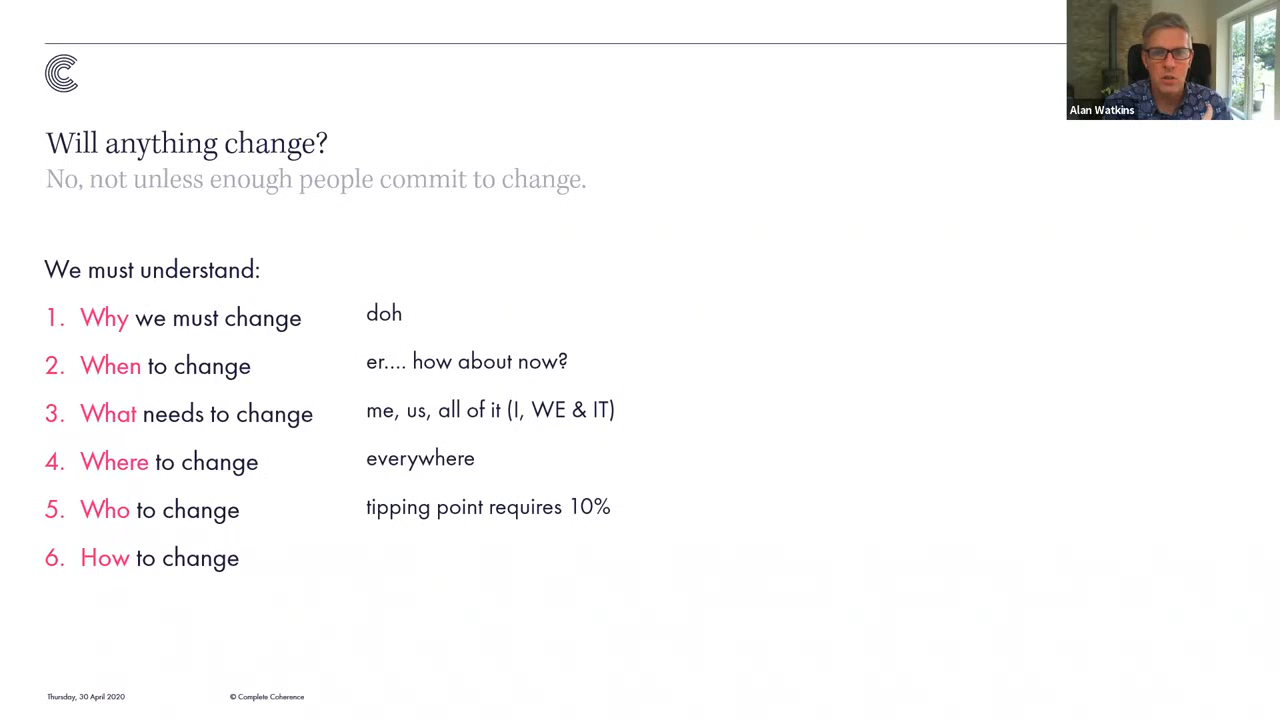 Alan Watkins
Will anything change?
No, not unless enough people commit to change.
We must understand:
1. Why we must change doh
2. When to change er.... how about now?
3. What needs to change me, us, all of it (I, WE & IT)
4. Where to change everywhere
5. Who to change tipping point requires 10%
6. How to change
Thursday, 30 April 2020 © Complete Coherence